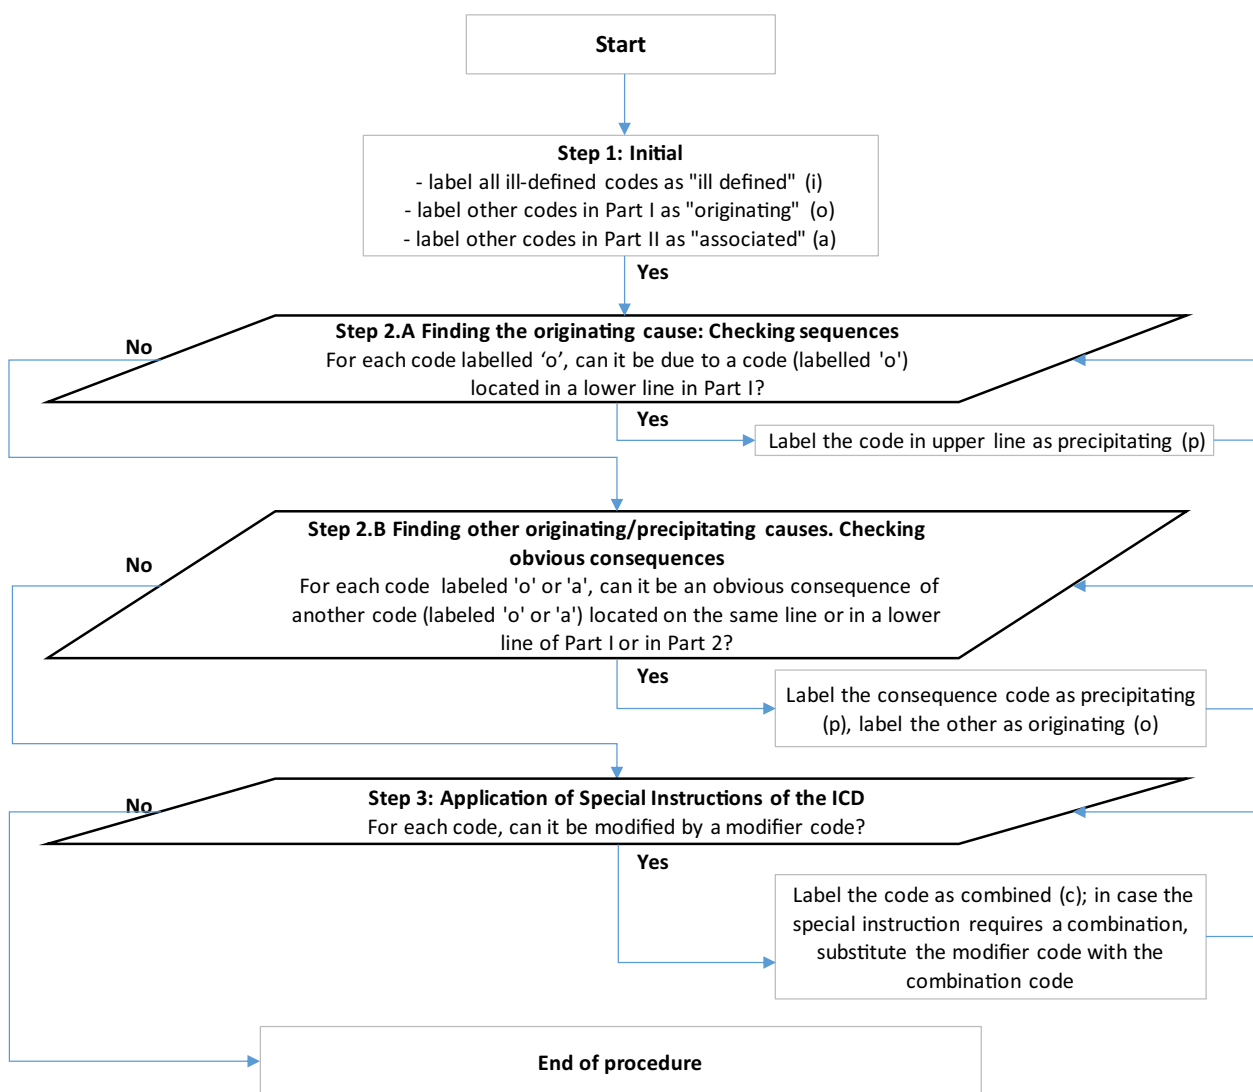 Start
Step 1: Initial
- label all ill-defined codes as "ill defined" (i)
- label other codes in Part I as "originating" (o)
- label other codes in Part II as "associated" (a)
Yes
Step 2.A Finding the originating cause: Checking sequences
No
For each code labelled ‘o’, can it be due to a code (labelled 'o')
located in a lower line in Part I?
Yes
Label the code in upper line as precipitating (p)
Step 2.B Finding other originating/precipitating causes. Checking
obvious consequences
No
For each code labeled 'o' or 'a', can it be an obvious consequence of
another code (labeled 'o' or 'a') located on the same line or in a lower
line of Part I or in Part 2?
Yes
Label the consequence code as precipitating
(p), label the other as originating (o)
Step 3: Application of Special Instructions of the ICD
No
For each code, can it be modified by a modifier code?
Yes
Label the code as combined (c); in case the
special instruction requires a combination,
substitute the modifier code with the
combination code
End of procedure